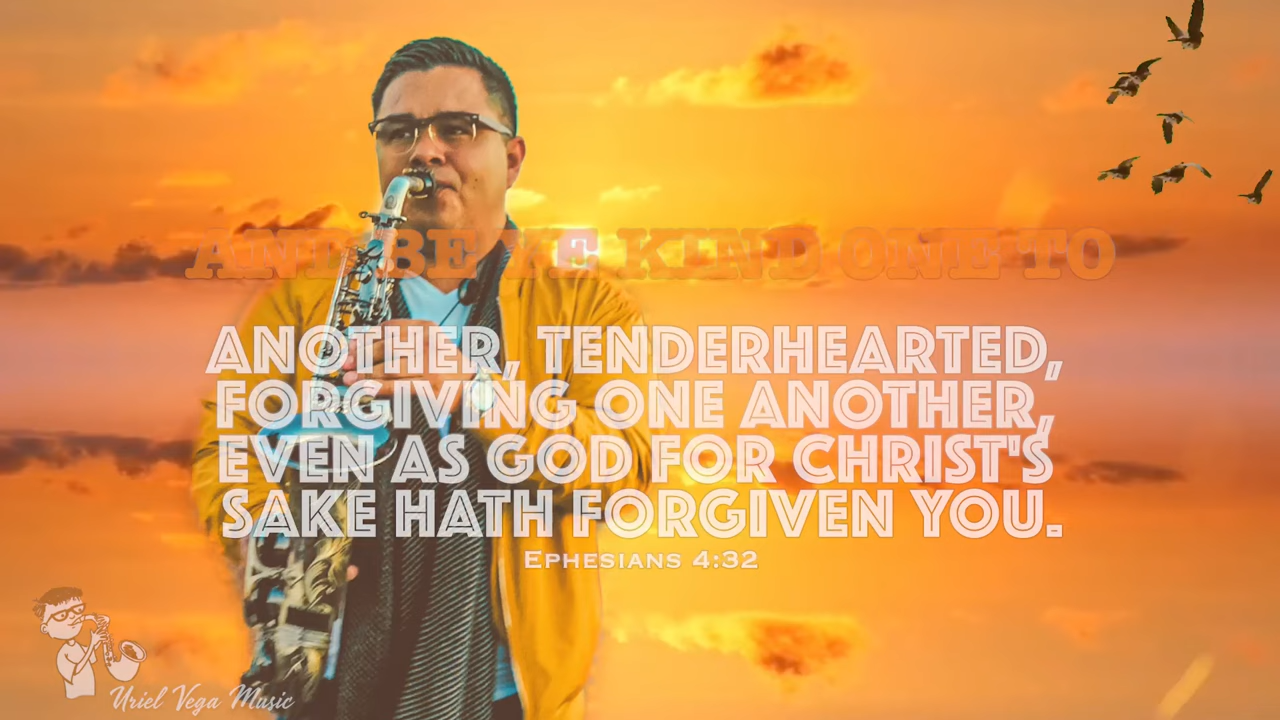 AND BE YE KIND ONE TO
ANOTHER, TENDERHEARTED,
FORGIVING ONE ANOTHER,
EVEN AS GOD FOR CHRIST'S
SAKE HATH FORGIVEN YOU.
EPHESIANS 4:32
Uriel Vega Music